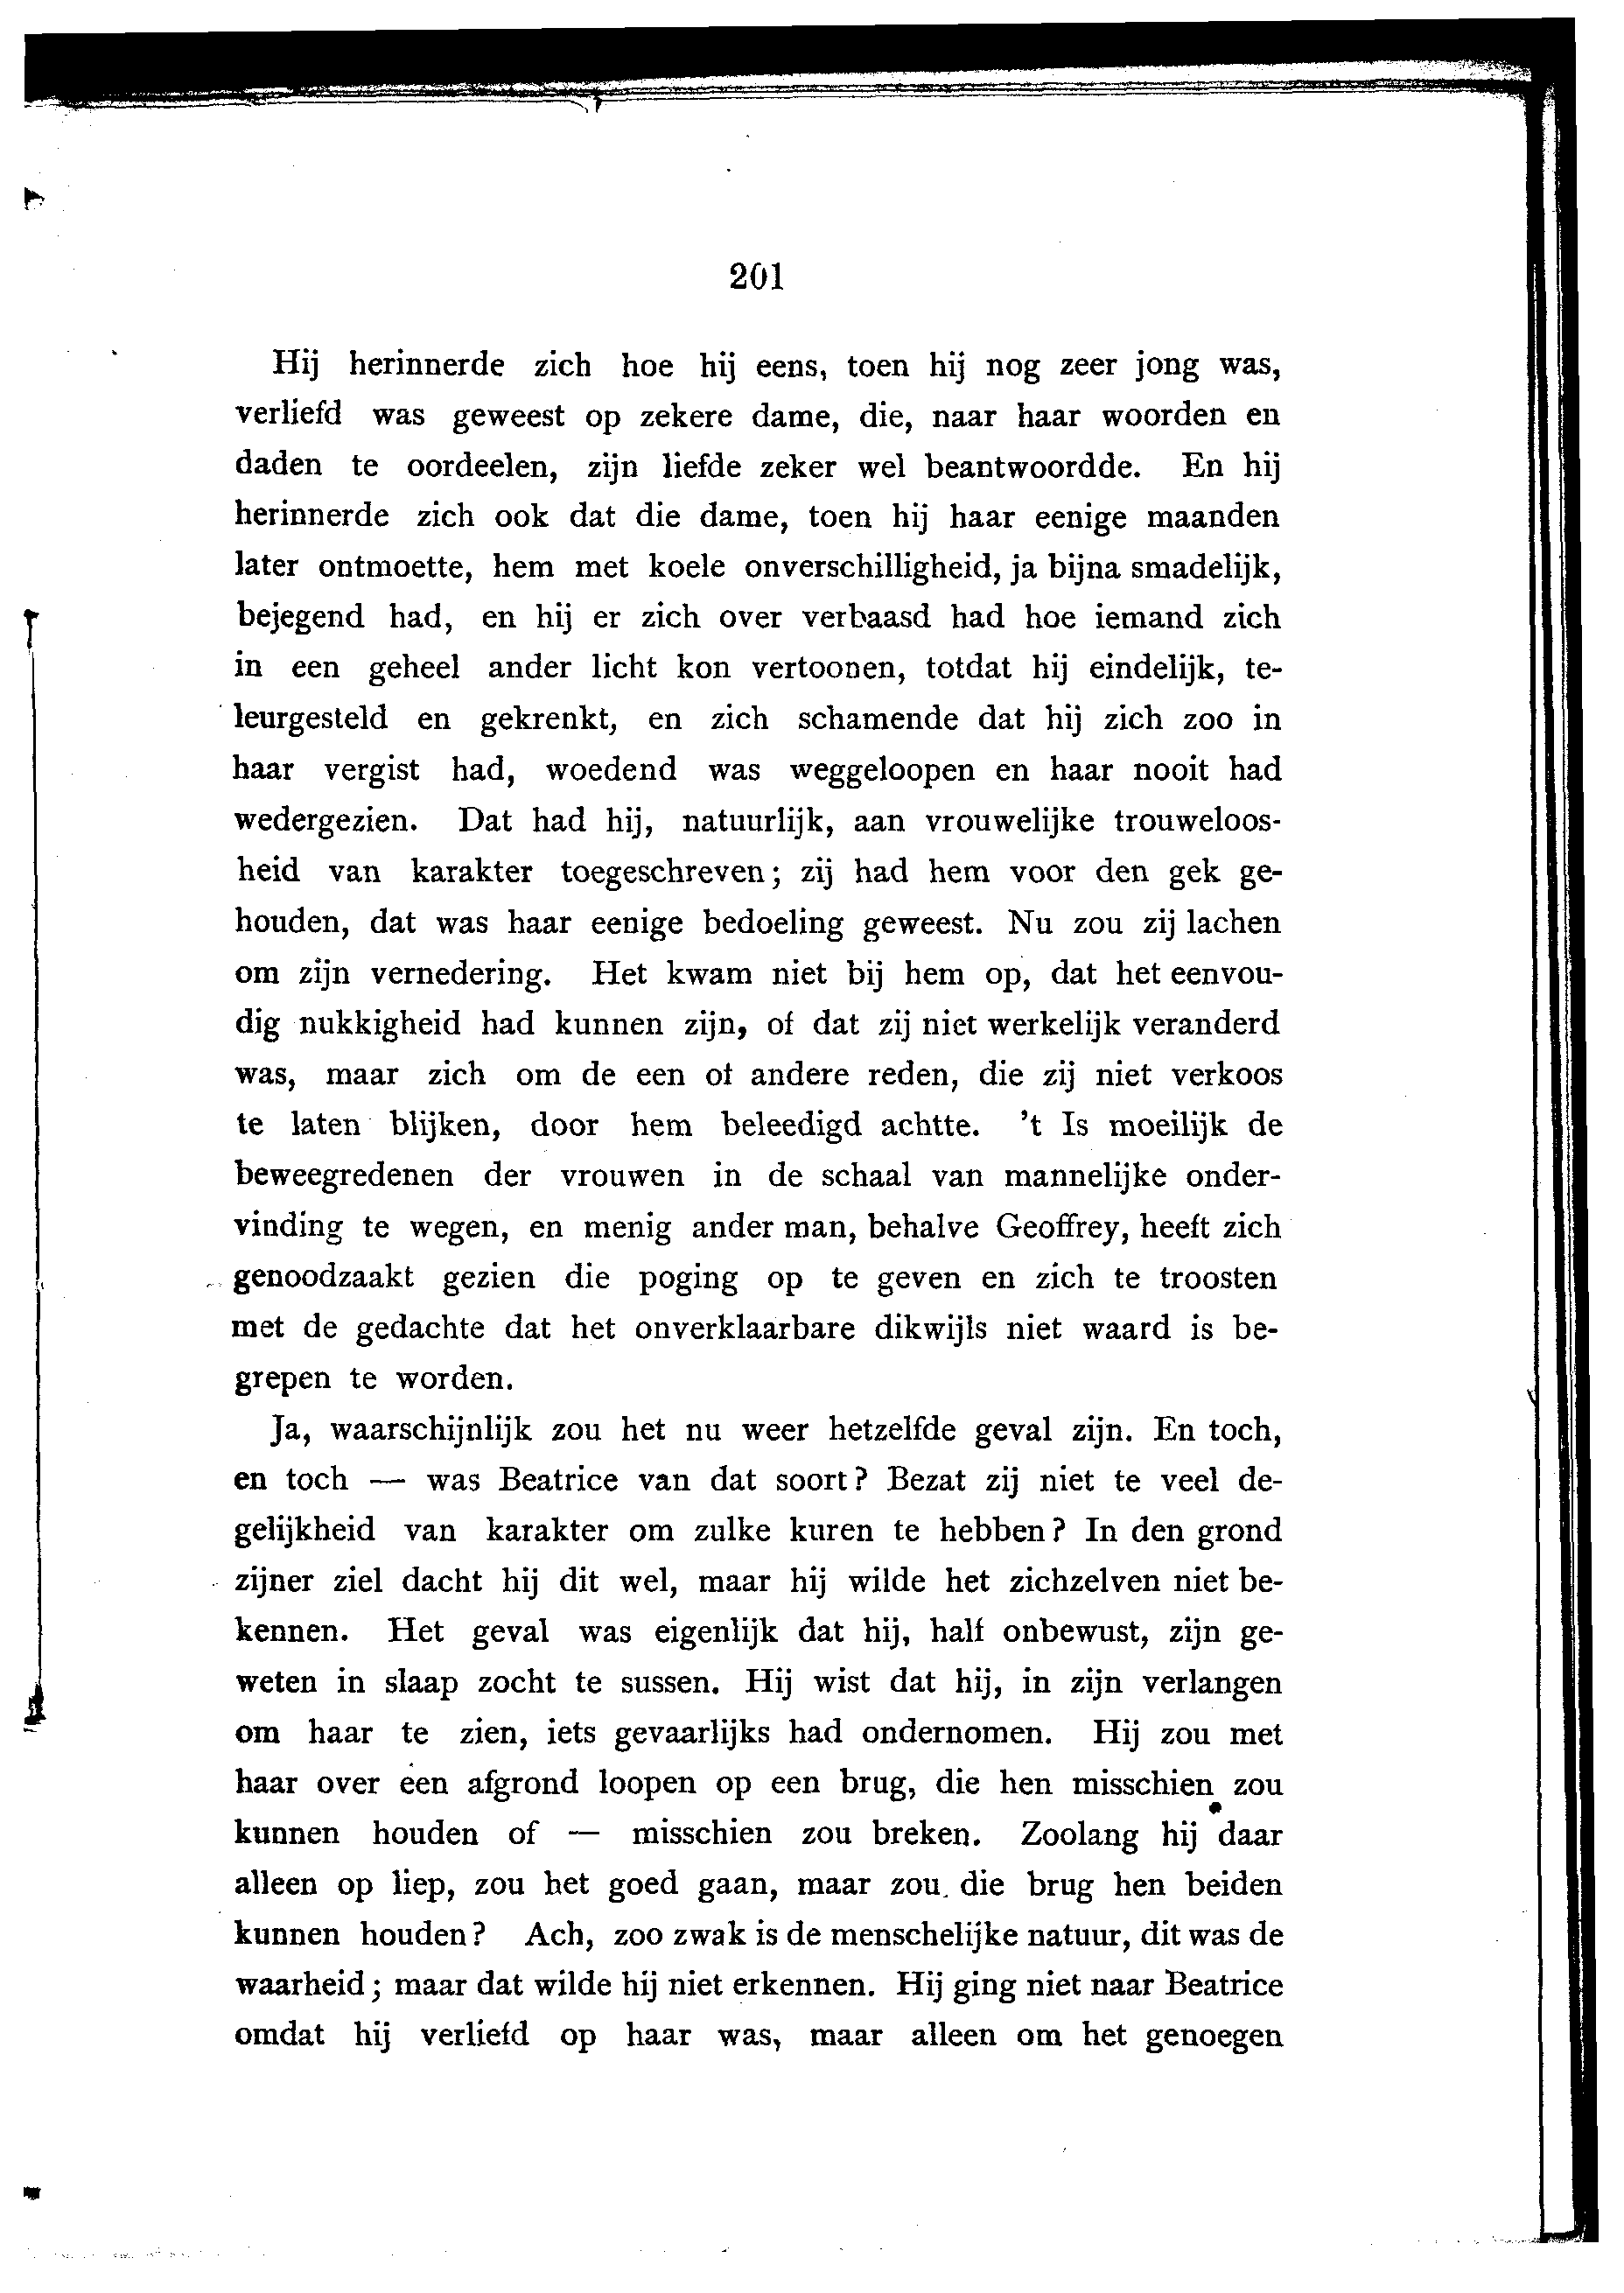 201
Hij herinnerde zich hoe hij eens, toen hij nog zeer jong was,
verliefd was geweest op zekere dame, die, naar haar woorden en
daden te oordeelen, zijn liefde zeker wel beantwoordde. En hij
herinnerde zich ook dat die dame, toen hij haar eenige maanden
later ontmoette, hem met koele onverschilligheid, ja bijna smadelijk,
bejegend had, en hij er zich over verbaasd had hoe iemand zich
in een geheel ander licht kon vertoonen, totdat hij eindelijk, te-
leurgesteld en gekrenkt, en zich schamende dat hij zich zoo in
haar vergist had, woedend was weggeloopen en haar nooit had
wedergezien. Dat had hij, natuurlijk, aan vrouwelijke trouweloos-
heid van karakter toegeschreven; zij had hem voor den gek ge-
houden, dat was haar eenige bedoeling geweest. Nu zou zij lachen
om zijn vernedering. Het kwam niet bij hem op, dat het eenvou-
dig nukkigheid had kunnen zijn, of dat zij niet werkelijk veranderd
was, maar zich om de een of andere reden, die zij niet verkoos
te laten blijken, door hem beleedigd achtte. 't Is moeilijk de
beweegredenen der vrouwen in de schaal van mannelijke onder-
vinding te wegen, en menig ander man, behalve Geoffrey, heeft zich
genoodzaakt gezien die poging op te geven en zich te troosten
met de gedachte dat het onverklaarbare dikwijls niet waard is be-
grepen te worden.
Ja, waarschijnlijk zou het nu weer hetzelfde geval zijn. En toch,
en toch — was Beatrice van dat soort? Bezat zij niet te veel de-
gelijkheid van karakter om zulke kuren te hebben? In den grond
zijner ziel dacht hij dit wel, maar hij wilde het zichzelven niet be-
kennen. Het geval was eigenlijk dat hij, half onbewust, zijn ge-
weten in slaap zocht te sussen. Hij wist dat hij, in zijn verlangen
om haar te zien, iets gevaarlijks had ondernomen. Hij zou met
haar over een afgrond loopen op een brug, die hen misschien zou
kunnen houden of — misschien zou breken. Zoolang hij daar
alleen op liep, zou het goed gaan, maar zou die brug hen beiden
kunnen houden? Ach, zoo zwak is de menschelijke natuur, dit was de
waarheid; maar dat wilde hij niet erkennen. Hij ging niet naar Beatrice
omdat hij verliefd op haar was, maar alleen om het genoegen